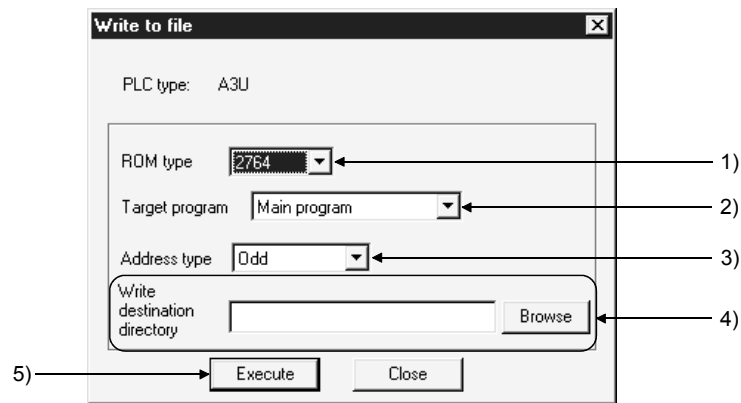 Write to file
PLC type: A3U
ROM type 2764 1)
Target program Main program 2)
Address type Odd 3)
Write
destination
directory
Browse 4)
5) Execute Close